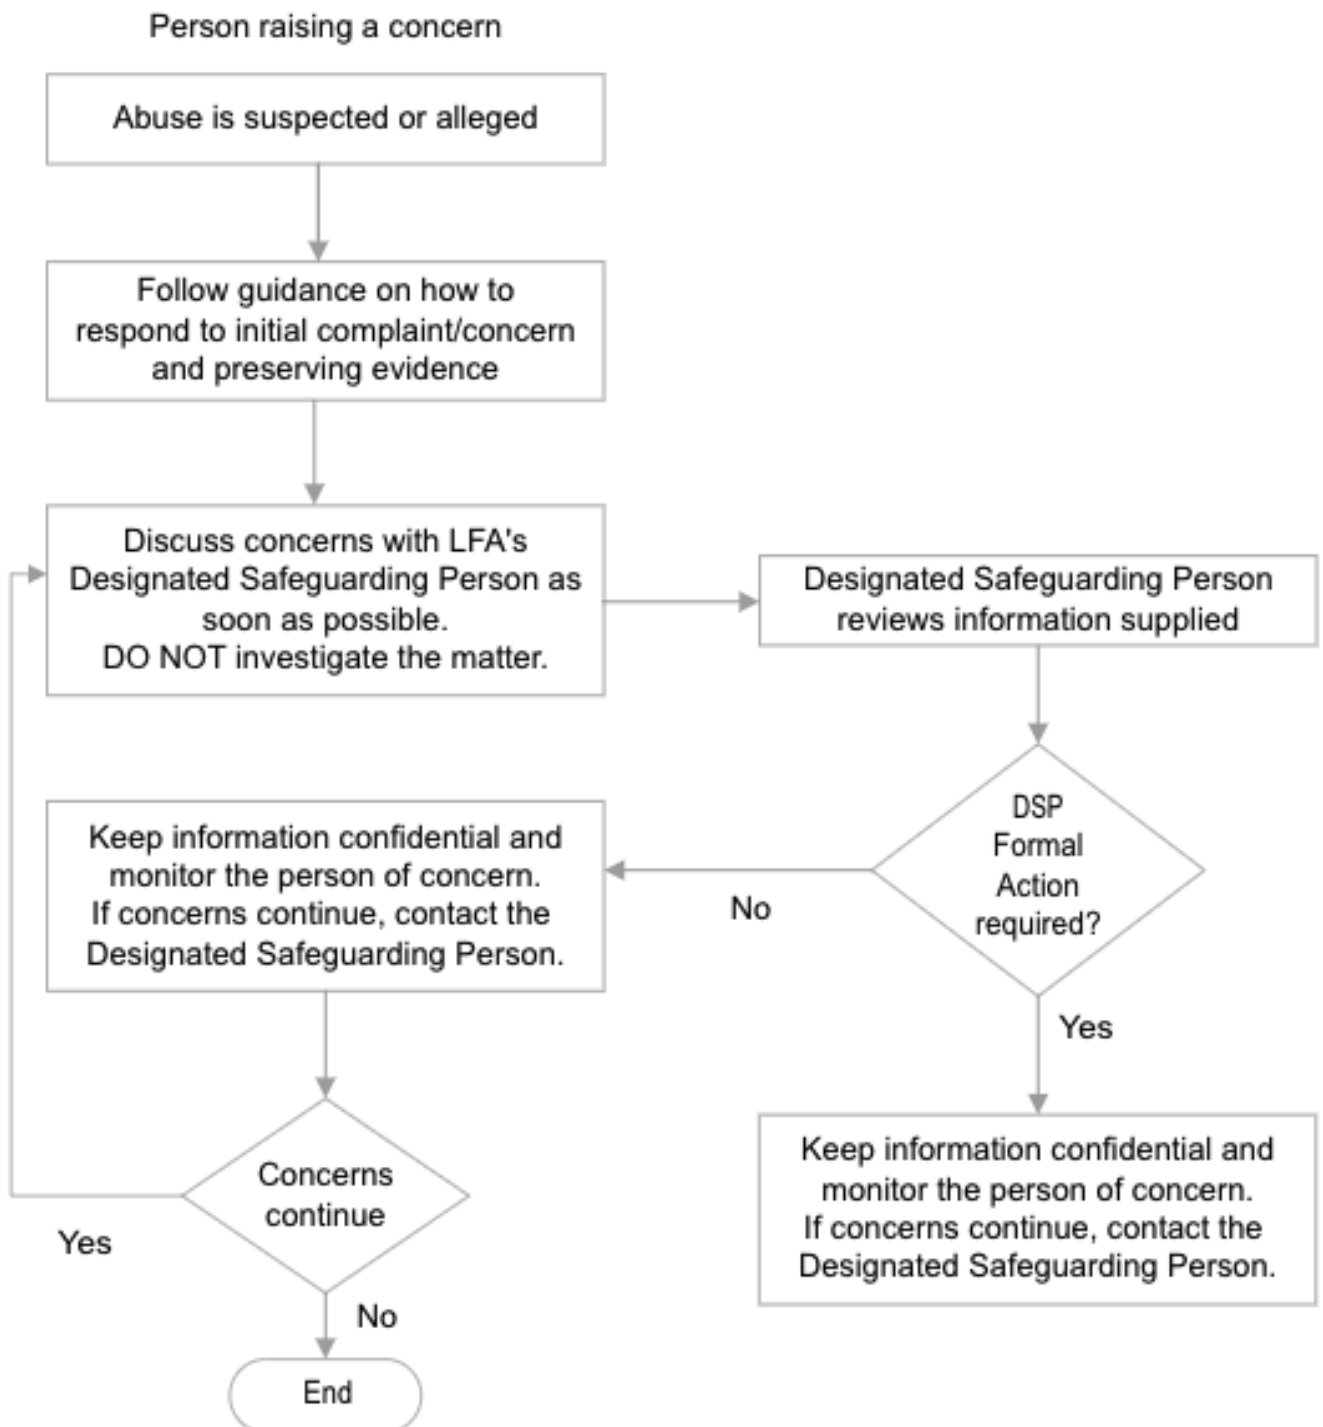 Person raising a concern
Abuse is suspected or alleged
Follow guidance on how to
respond to initial complaint/concern
and preserving evidence
Discuss concerns with LFA's
Designated Safeguarding Person as
soon as possible.
DO NOT investigate the matter.
Designated Safeguarding Person
reviews information supplied
DSP
Formal
Action
required?
No
Keep information confidential and
monitor the person of concern.
If concerns continue, contact the
Designated Safeguarding Person.
Yes
Keep information confidential and
monitor the person of concern.
If concerns continue, contact the
Designated Safeguarding Person.
Concerns
continue
Yes
No
End